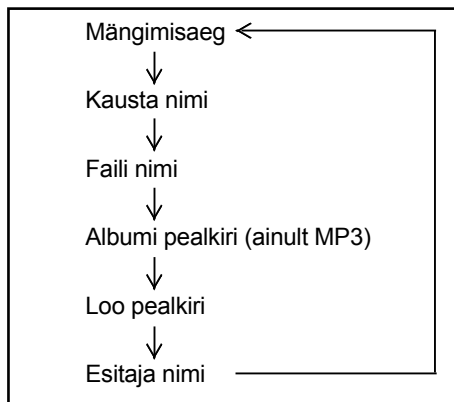 Mängimisaeg
Kausta nimi
Faili nimi
Albumi pealkiri (ainult MP3)
Loo pealkiri
Esitaja nimi